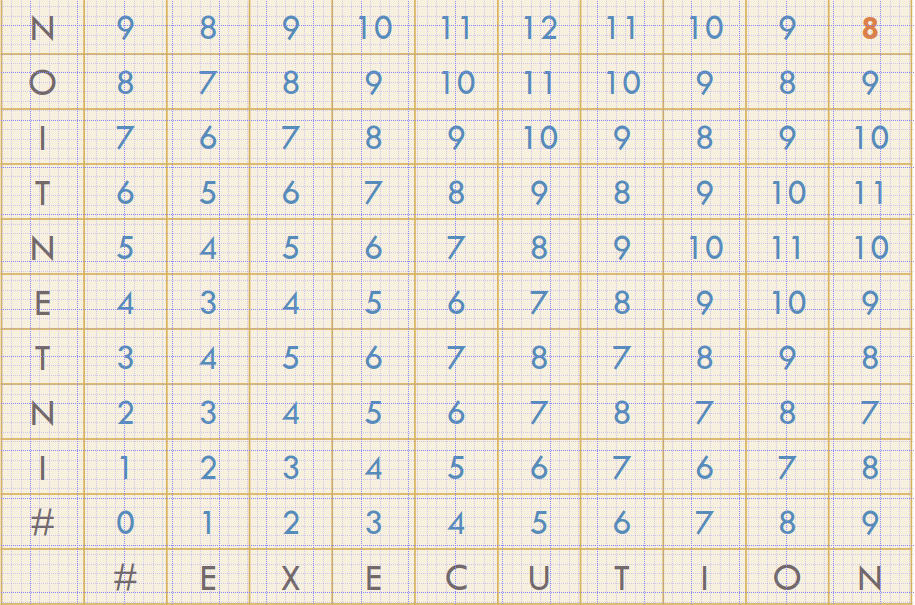 N 9 8 9 10 11 12 11 10 9 8
O 8 7 8 9 10 11 10 9 8 9
I 7 6 7 8 9 10 9 8 9 10
T 6 5 6 7 8 9 8 9 10 11
N 5 4 5 6 7 8 9 10 11 10
E 4 3 4 5 6 7 8 9 10 9
T 3 4 5 6 7 8 7 8 9 8
N 2 3 4 5 6 7 8 7 8 7
I 1 2 3 4 5 6 7 6 7 8
# 0 1 2 3 4 5 6 7 8 9
# E X E C U T I O N